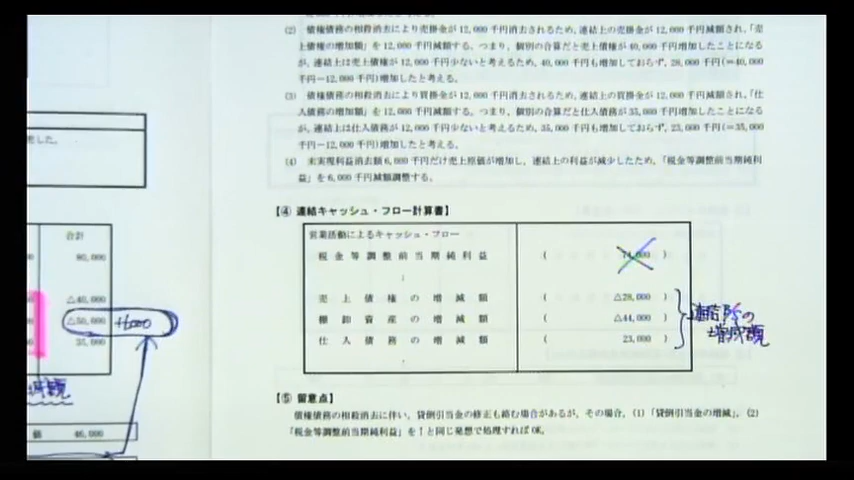 (2) 債権債務の相殺消去により売掛金が12,000千円消去されるため,連結上の売掛金が12,000千円減額され,「売
上債権の増加額」を12,000千円減額する。つまり,個別の合算だと売上債権が40,000千円増加したことになる
が,連結上は売上債権が12,000千円少ないと考えるため,40,000千円も増加しておらず,28,000千円(=40,000
千円-12,000千円)増加したと考える。
(3) 債権債務の相殺消去により買掛金が12,000千円消去されるため,連結上の買掛金が12,000千円減額され,「仕
入債務の増加額」を12,000千円減額する。つまり,個別の合算だと仕入債務が35,000千円増加したことになる
が,連結上は仕入債務が12,000千円少ないと考えるため,35,000千円も増加しておらず,23,000千円(=35,000
千円-12,000千円)増加したと考える。
(4) 未実現利益消去額6,000千円だけ売上原価が増加し,連結上の利益が減少したため,「税金等調整前当期純利
益」を6,000千円減額調整する。
【④ 連結キャッシュ・フロー計算書】
営業活動によるキャッシュ・フロー
税金等調整前当期純利益 ( 74,000 )
:
売上債権の増減額 ( △28,000 )
棚卸資産の増減額 ( △44,000 )
仕入債務の増減額 ( 23,000 )
連結除の
増減額
【⑤ 留意点】
債権債務の相殺消去に伴い,貸倒引当金の修正も絡む場合があるが,その場合,(1)「貸倒引当金の増減」,(2)
「税金等調整前当期純利益」を↑と同じ発想で処理すればOK。
した。
合計
80,000
△40,000
△50,000 +6000
35,000
増減額
価 46,000